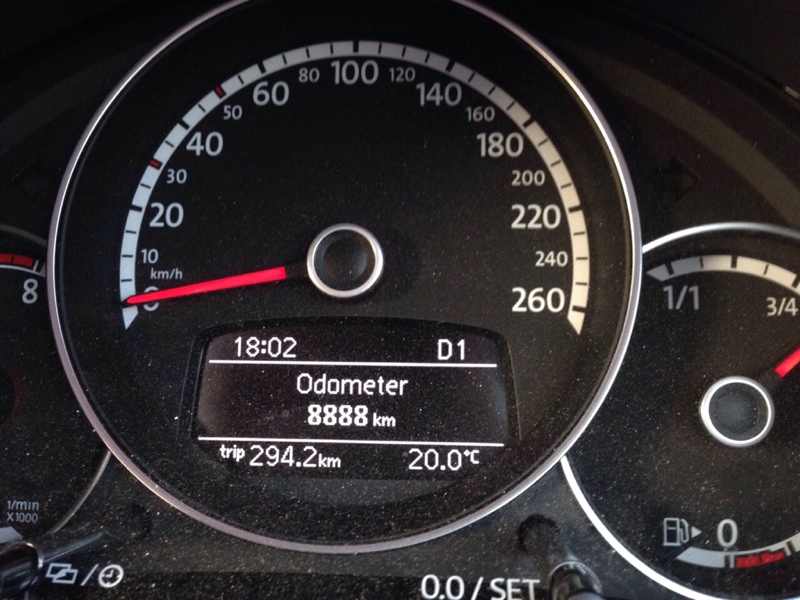 80 100 120
60 140
50 160
40 180
30 200
20 220
10 240
km/h
0 260
8
1/1
3/4
18:02 D1
Odometer
8888 km
trip 294.2km 20.0°C
1/min
X1000
0
0.0 / SET